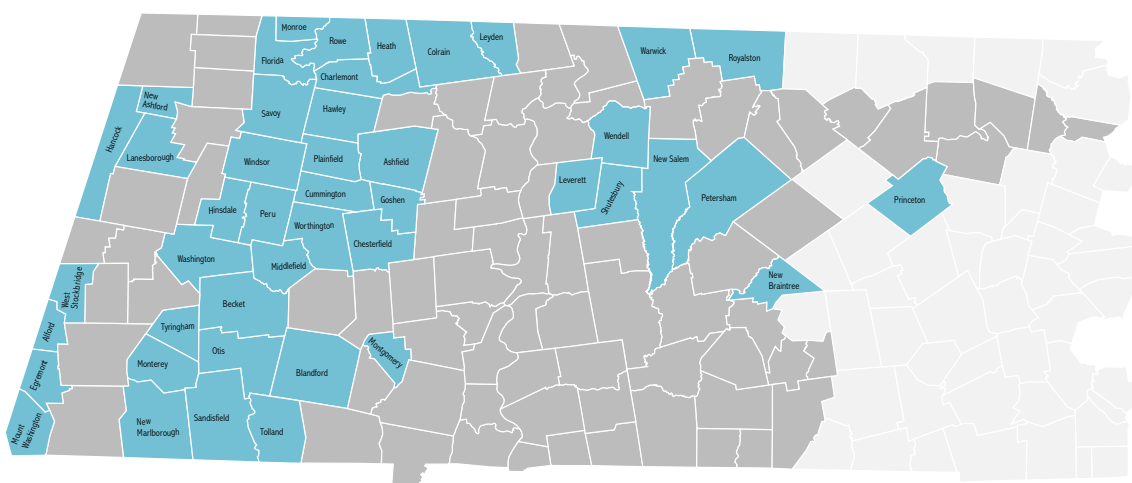 Monroe
Rowe
Heath
Colrain
Leyden
Florida
Charlemont
Warwick
Royalston
New
Ashford
Savoy
Hawley
Hancock
Lanesborough
Windsor
Plainfield
Ashfield
Wendell
New Salem
Leverett
Shutesbury
Petersham
Princeton
Cummington
Goshen
Hinsdale
Peru
Worthington
Chesterfield
Washington
Middlefield
New
Braintree
West
Stockbridge
Becket
Alford
Tyringham
Otis
Montgomery
Egremont
Monterey
Blandford
Mount
Washington
New
Marlborough
Sandisfield
Tolland